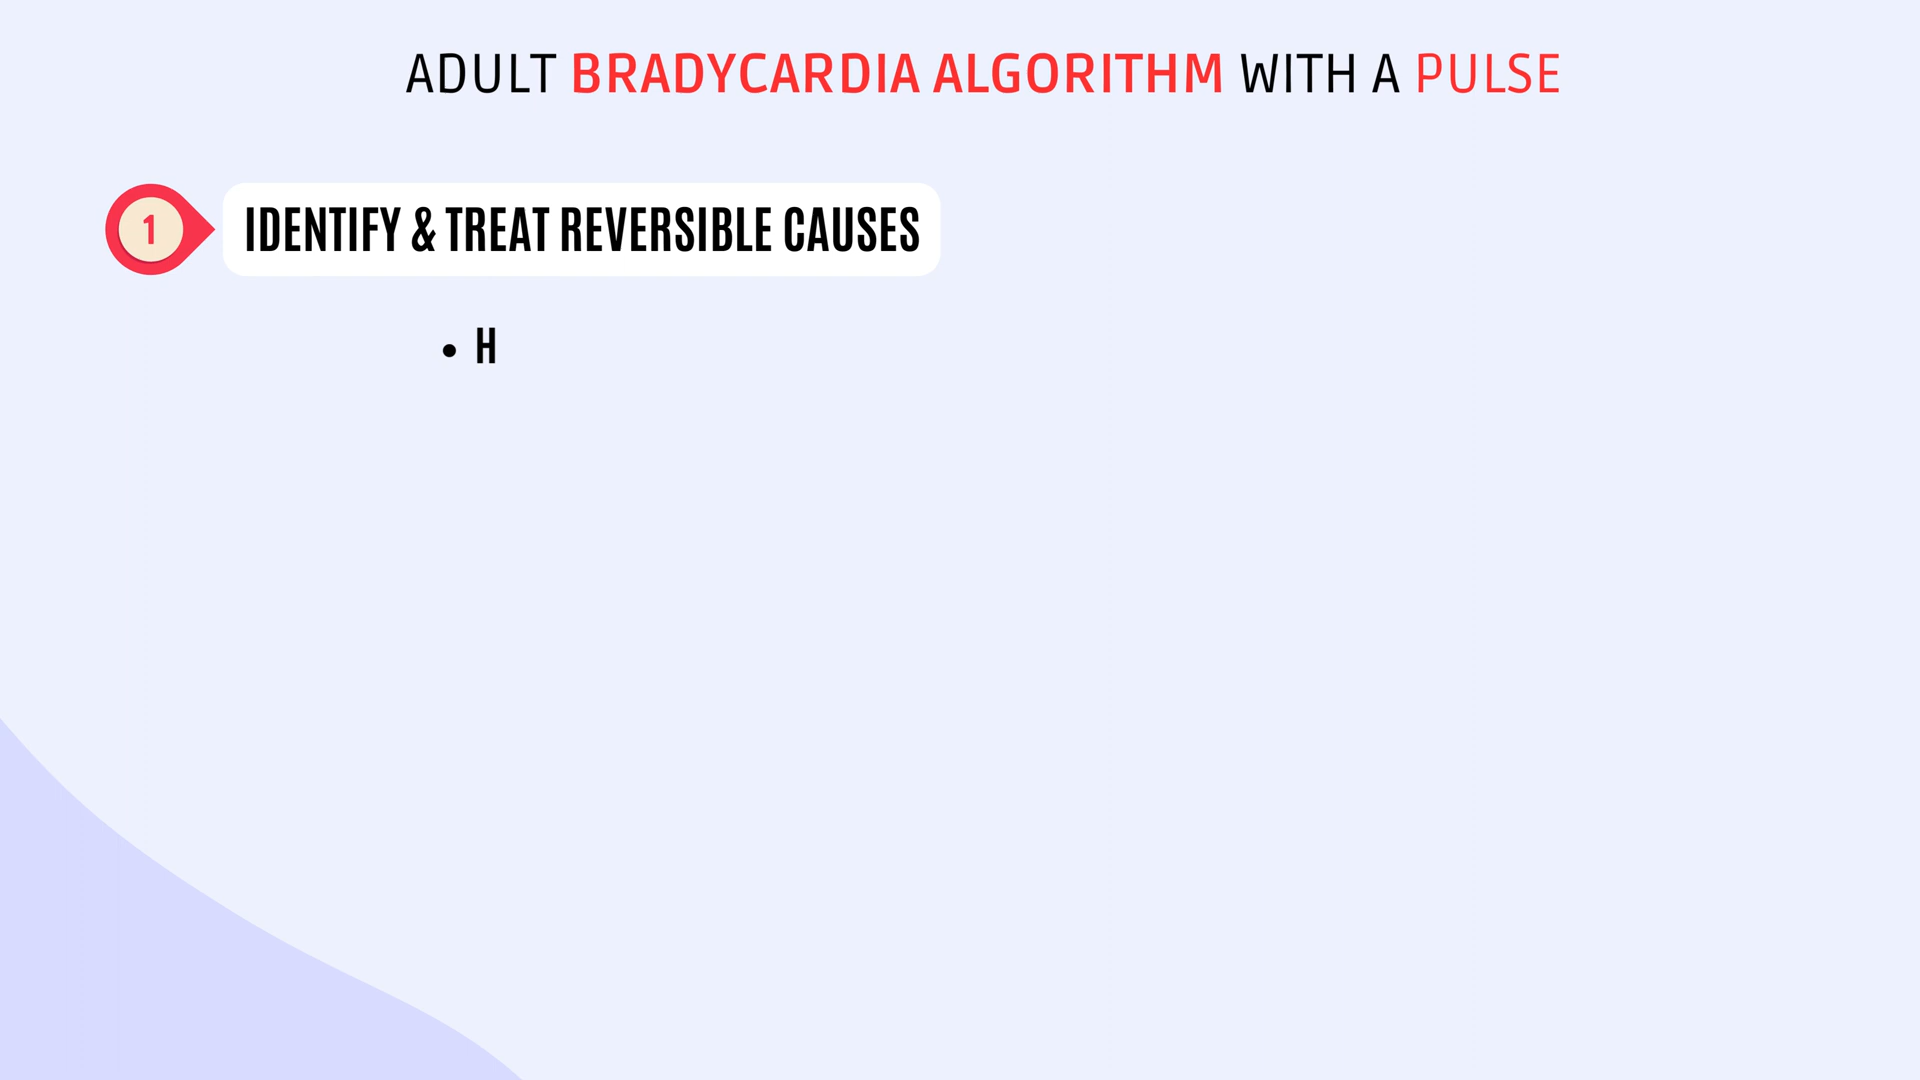 ADULT BRADYCARDIA ALGORITHM WITH A PULSE
1
IDENTIFY & TREAT REVERSIBLE CAUSES
• H